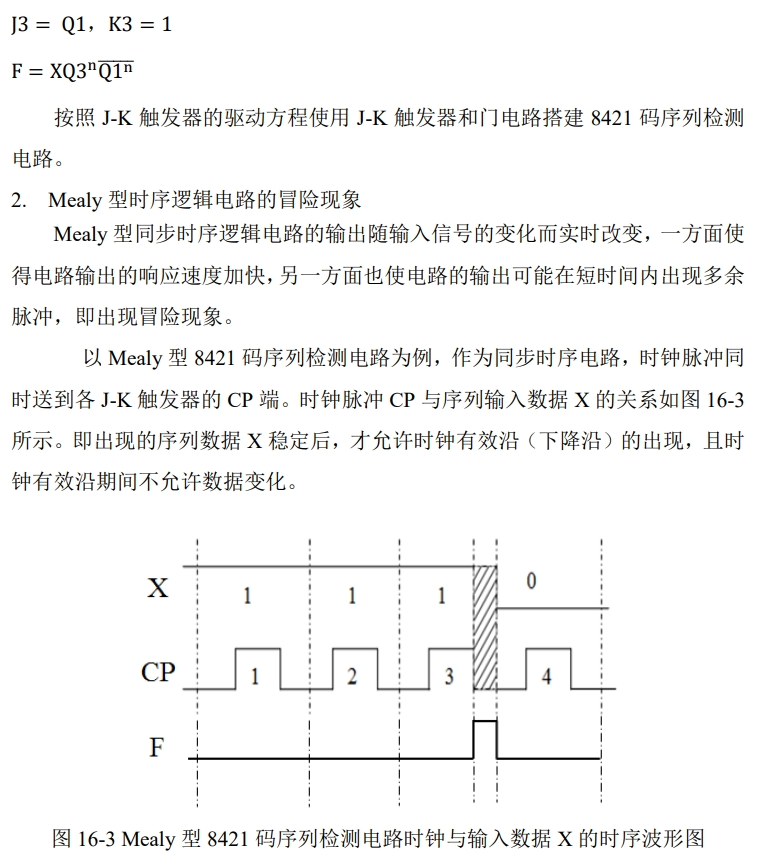 J3 = Q1，K3 = 1
F = XQ3ⁿQ1ⁿ
按照 J-K 触发器的驱动方程使用 J-K 触发器和门电路搭建 8421 码序列检测
电路。
2. Mealy 型时序逻辑电路的冒险现象
Mealy 型同步时序逻辑电路的输出随输入信号的变化而实时改变，一方面使
得电路输出的响应速度加快，另一方面也使电路的输出可能在短时间内出现多余
脉冲，即出现冒险现象。
以 Mealy 型 8421 码序列检测电路为例，作为同步时序电路，时钟脉冲同
时送到各 J-K 触发器的 CP 端。时钟脉冲 CP 与序列输入数据 X 的关系如图 16-3
所示。即出现的序列数据 X 稳定后，才允许时钟有效沿（下降沿）的出现，且时
钟有效沿期间不允许数据变化。
X 1 1 1 0
CP 1 2 3 4
F
图 16-3 Mealy 型 8421 码序列检测电路时钟与输入数据 X 的时序波形图